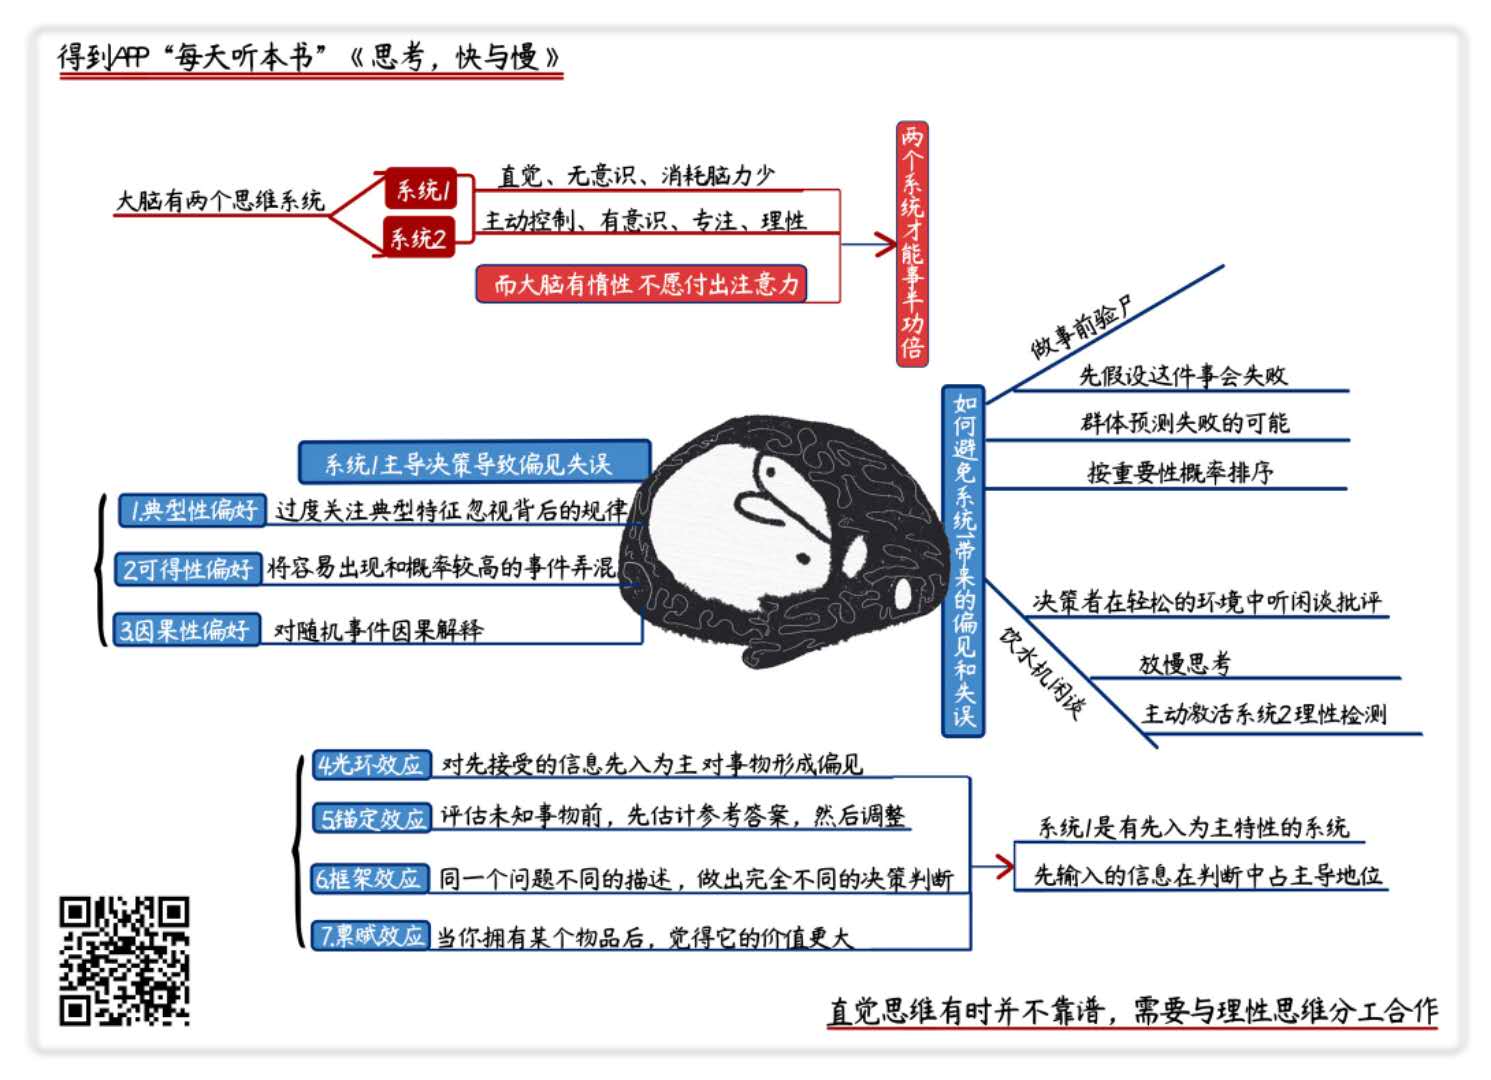 得到APP“每天听本书”《思考，快与慢》
大脑有两个思维系统
系统1
直觉、无意识、消耗脑力少
系统2
主动控制、有意识、专注、理性
而大脑有惰性 不愿付出注意力
两个系统才能事半功倍
系统1主导决策导致偏见失误
1.典型性偏好
过度关注典型特征 忽视背后的规律
2可得性偏好
将容易出现和概率较高的事件弄混
3.因果性偏好
对随机事件因果解释
如何避免系统1带来的偏见和失误
做事前验尸
先假设这件事会失败
群体预测失败的可能
按重要性概率排序
饮水机闲谈
决策者在轻松的环境中听闲谈批评
放慢思考
主动激活系统2理性检测
4.光环效应
对先接受的信息先入为主 对事物形成偏见
5.锚定效应
评估未知事物前，先估计参考答案，然后调整
6.框架效应
同一个问题不同的描述，做出完全不同的决策判断
7.禀赋效应
当你拥有某个物品后，觉得它的价值更大
系统1是有先入为主特性的系统
先输入的信息在判断中占主导地位
直觉思维有时并不靠谱，需要与理性思维分工合作